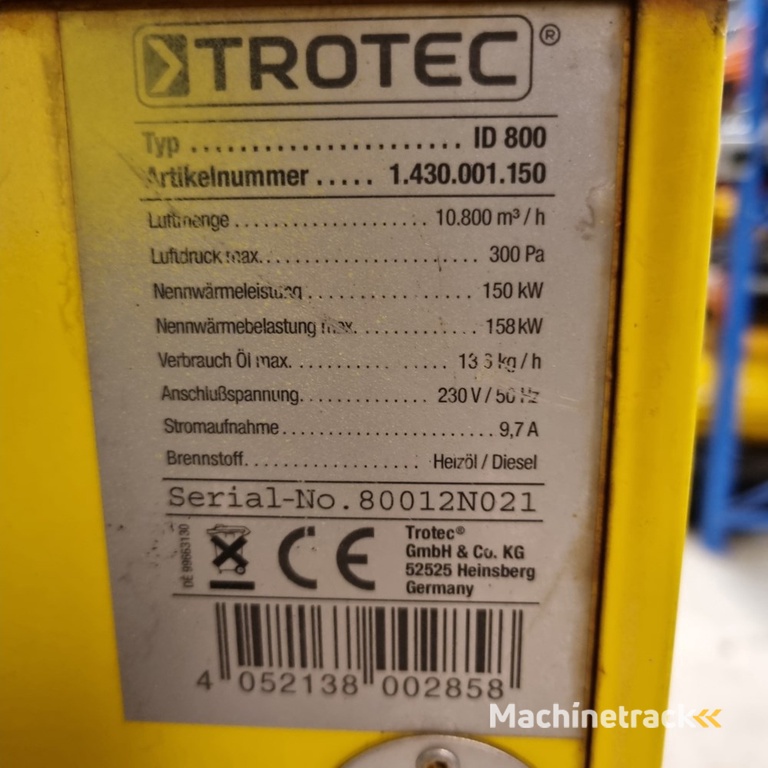 TROTEC®
Typ ...................... ID 800
Artikelnummer ..... 1.430.001.150
Luftmenge ............................ 10.800 m³ / h
Luftdruck max. ............................... 300 Pa
Nennwärmeleistung ........................ 150 kW
Nennwärmebelastung max. ................... 158 kW
Verbrauch Öl max. ...................... kg / h
Anschlußspannung. .................. 230 V / 50 Hz
Stromaufnahme ................................ 9,7 A
Brennstoff. ........................ Heizöl / Diesel
Serial-No. 80012N021
DE 99663130
CE
Trotec®
GmbH & Co. KG
52525 Heinsberg
Germany
4 052138 002858
Machinetrack